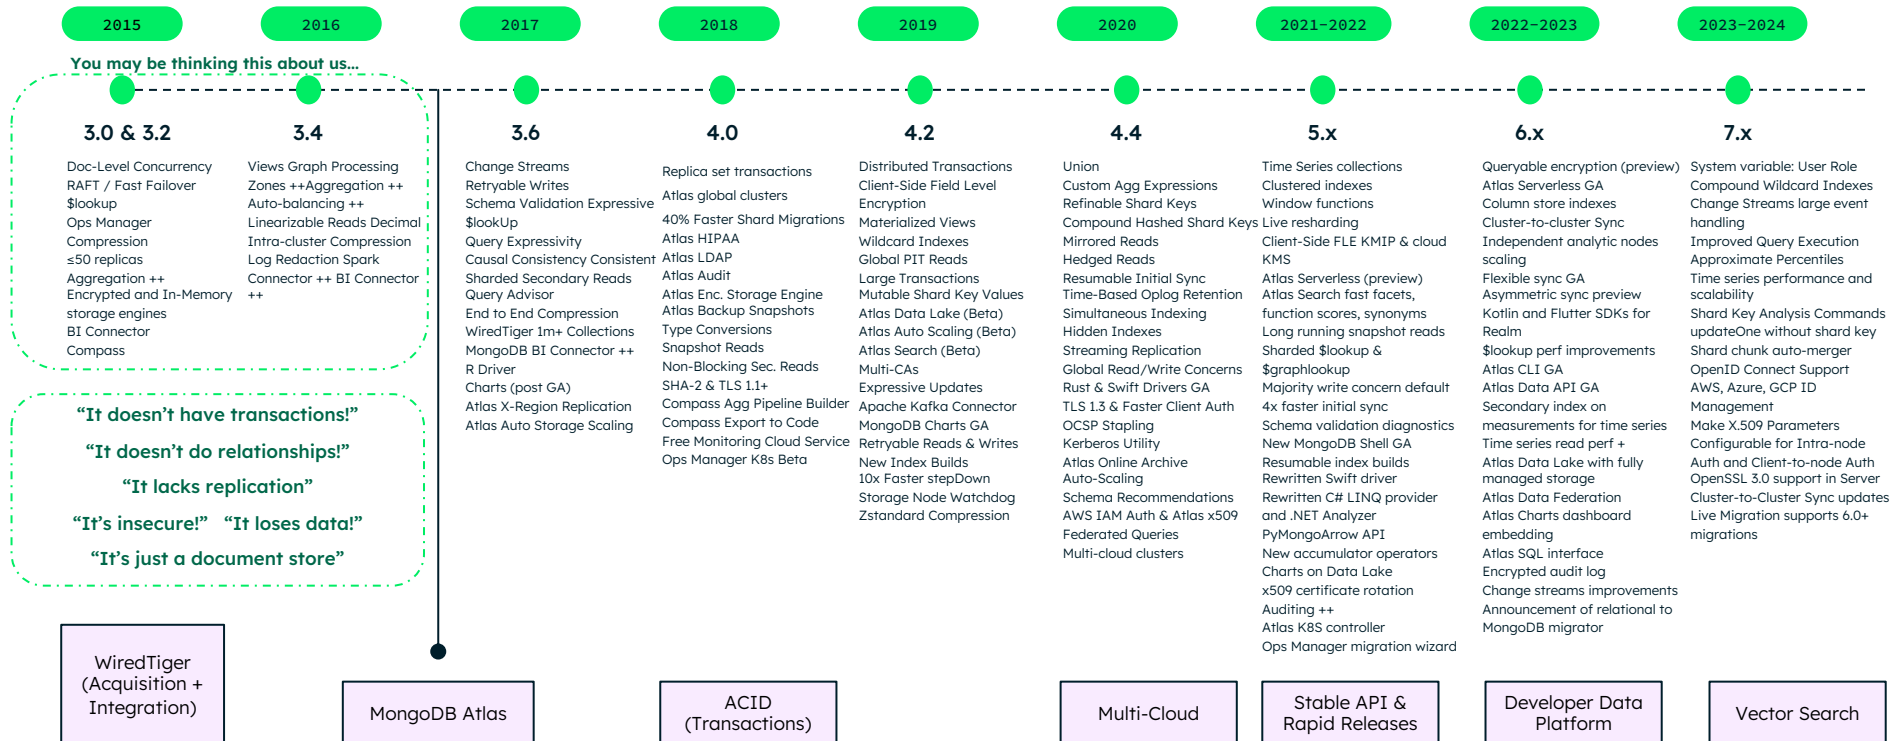 2015
2016
2017
2018
2019
2020
2021-2022
2022-2023
2023-2024
You may be thinking this about us...
3.0 & 3.2
Doc-Level Concurrency
RAFT / Fast Failover
$lookup
Ops Manager
Compression
≤50 replicas
Aggregation ++
Encrypted and In-Memory
storage engines
BI Connector
Compass
3.4
Views Graph Processing
Zones ++Aggregation ++
Auto-balancing ++
Linearizable Reads Decimal
Intra-cluster Compression
Log Redaction Spark
Connector ++ BI Connector
++
3.6
Change Streams
Retryable Writes
Schema Validation Expressive
$lookUp
Query Expressivity
Causal Consistency Consistent
Sharded Secondary Reads
Query Advisor
End to End Compression
WiredTiger 1m+ Collections
MongoDB BI Connector ++
R Driver
Charts (post GA)
Atlas X-Region Replication
Atlas Auto Storage Scaling
4.0
Replica set transactions
Atlas global clusters
40% Faster Shard Migrations
Atlas HIPAA
Atlas LDAP
Atlas Audit
Atlas Enc. Storage Engine
Atlas Backup Snapshots
Type Conversions
Snapshot Reads
Non-Blocking Sec. Reads
SHA-2 & TLS 1.1+
Compass Agg Pipeline Builder
Compass Export to Code
Free Monitoring Cloud Service
Ops Manager K8s Beta
4.2
Distributed Transactions
Client-Side Field Level
Encryption
Materialized Views
Wildcard Indexes
Global PIT Reads
Large Transactions
Mutable Shard Key Values
Atlas Data Lake (Beta)
Atlas Auto Scaling (Beta)
Atlas Search (Beta)
Multi-CAs
Expressive Updates
Apache Kafka Connector
MongoDB Charts GA
Retryable Reads & Writes
New Index Builds
10x Faster stepDown
Storage Node Watchdog
Zstandard Compression
4.4
Union
Custom Agg Expressions
Refinable Shard Keys
Compound Hashed Shard Keys
Mirrored Reads
Hedged Reads
Resumable Initial Sync
Time-Based Oplog Retention
Simultaneous Indexing
Hidden Indexes
Streaming Replication
Global Read/Write Concerns
Rust & Swift Drivers GA
TLS 1.3 & Faster Client Auth
OCSP Stapling
Kerberos Utility
Atlas Online Archive
Auto-Scaling
Schema Recommendations
AWS IAM Auth & Atlas x509
Federated Queries
Multi-cloud clusters
5.x
Time Series collections
Clustered indexes
Window functions
Live resharding
Client-Side FLE KMIP & cloud
KMS
Atlas Serverless (preview)
Atlas Search fast facets,
function scores, synonyms
Long running snapshot reads
Sharded $lookup &
$graphlookup
Majority write concern default
4x faster initial sync
Schema validation diagnostics
New MongoDB Shell GA
Resumable index builds
Rewritten Swift driver
Rewritten C# LINQ provider
and .NET Analyzer
PyMongoArrow API
New accumulator operators
Charts on Data Lake
x509 certificate rotation
Auditing ++
Atlas K8S controller
Ops Manager migration wizard
6.x
Queryable encryption (preview)
Atlas Serverless GA
Column store indexes
Cluster-to-cluster Sync
Independent analytic nodes
scaling
Flexible sync GA
Asymmetric sync preview
Kotlin and Flutter SDKs for
Realm
$lookup perf improvements
Atlas CLI GA
Atlas Data API GA
Secondary index on
measurements for time series
Time series read perf +
Atlas Data Lake with fully
managed storage
Atlas Data Federation
Atlas Charts dashboard
embedding
Atlas SQL interface
Encrypted audit log
Change streams improvements
Announcement of relational to
MongoDB migrator
7.x
System variable: User Role
Compound Wildcard Indexes
Change Streams large event
handling
Improved Query Execution
Approximate Percentiles
Time series performance and
scalability
Shard Key Analysis Commands
updateOne without shard key
Shard chunk auto-merger
OpenID Connect Support
AWS, Azure, GCP ID
Management
Make X.509 Parameters
Configurable for Intra-node
Auth and Client-to-node Auth
OpenSSL 3.0 support in Server
Cluster-to-Cluster Sync updates
Live Migration supports 6.0+
migrations
“It doesn’t have transactions!”
“It doesn’t do relationships!”
“It lacks replication”
“It’s insecure!” “It loses data!”
“It’s just a document store”
WiredTiger
(Acquisition +
Integration)
MongoDB Atlas
ACID
(Transactions)
Multi-Cloud
Stable API &
Rapid Releases
Developer Data
Platform
Vector Search